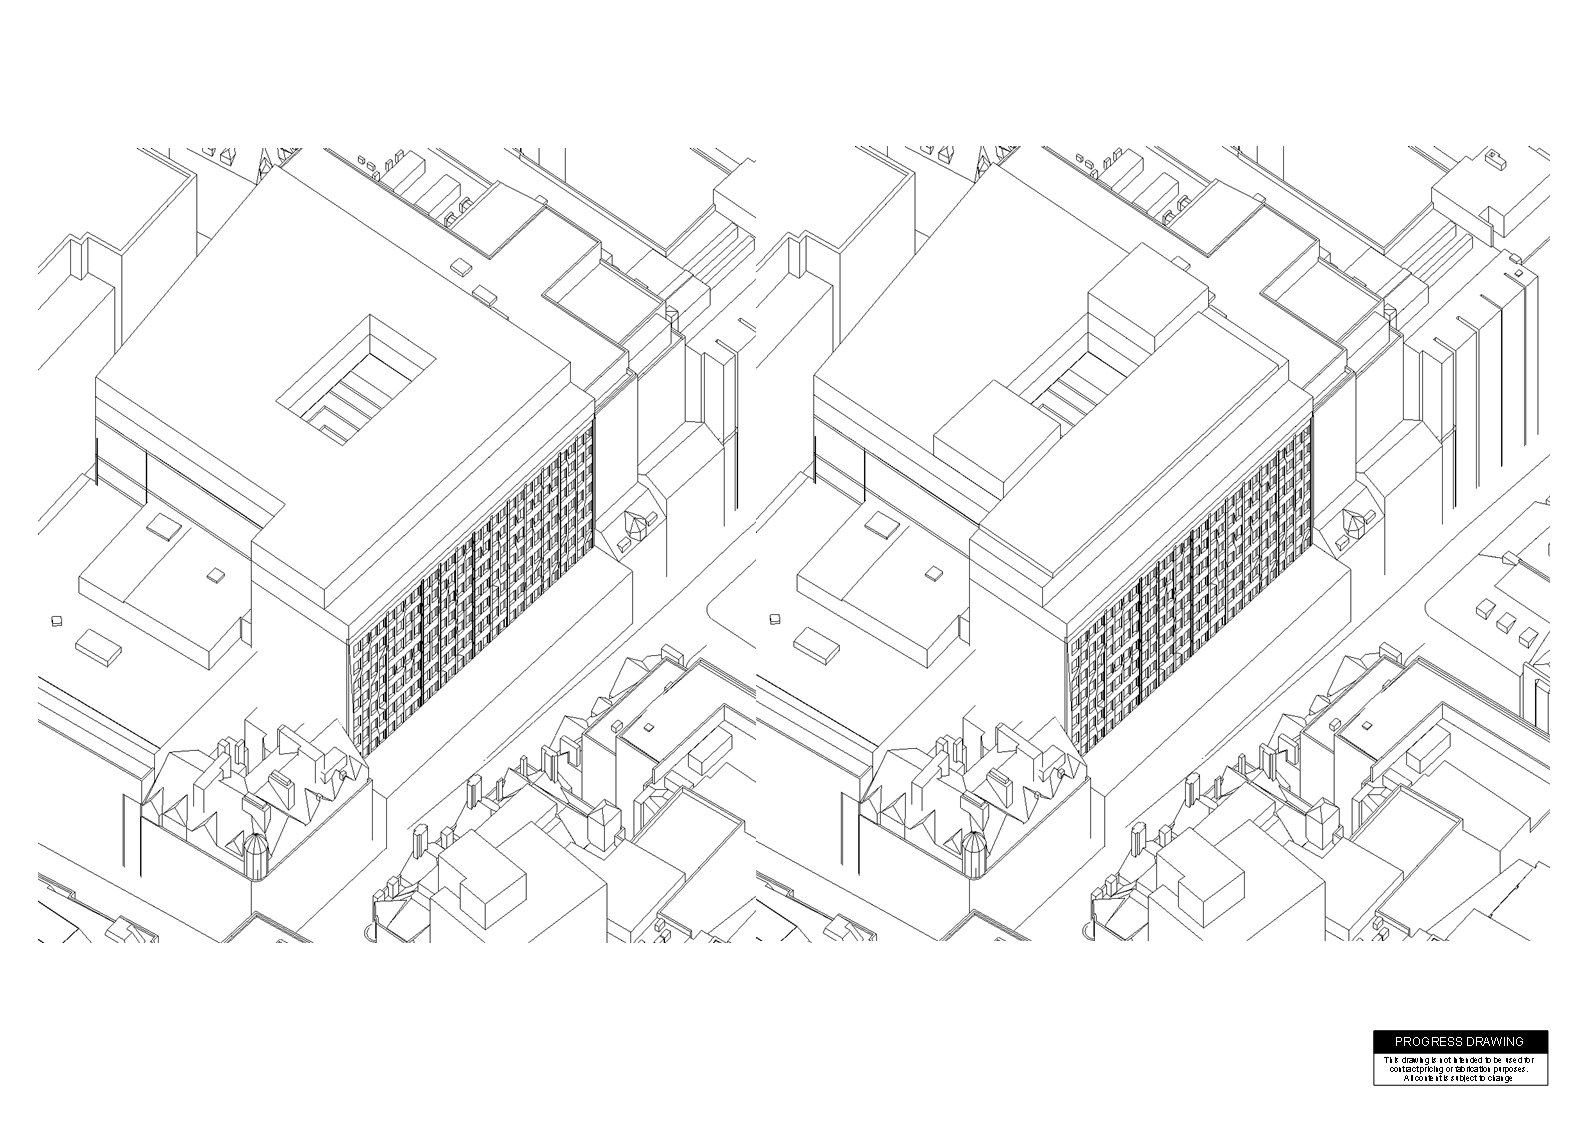 PROGRESS DRAWING
This drawing is not intended to be used for
contract pricing or fabrication purposes.
All content is subject to change